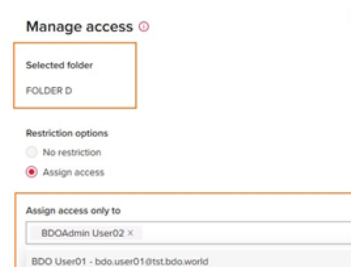 Manage access
Selected folder
FOLDER D
Restriction options
No restriction
Assign access
Assign access only to
BDOAdmin User02 ×
BDO User01 - bdo.user01@tst.bdo.world